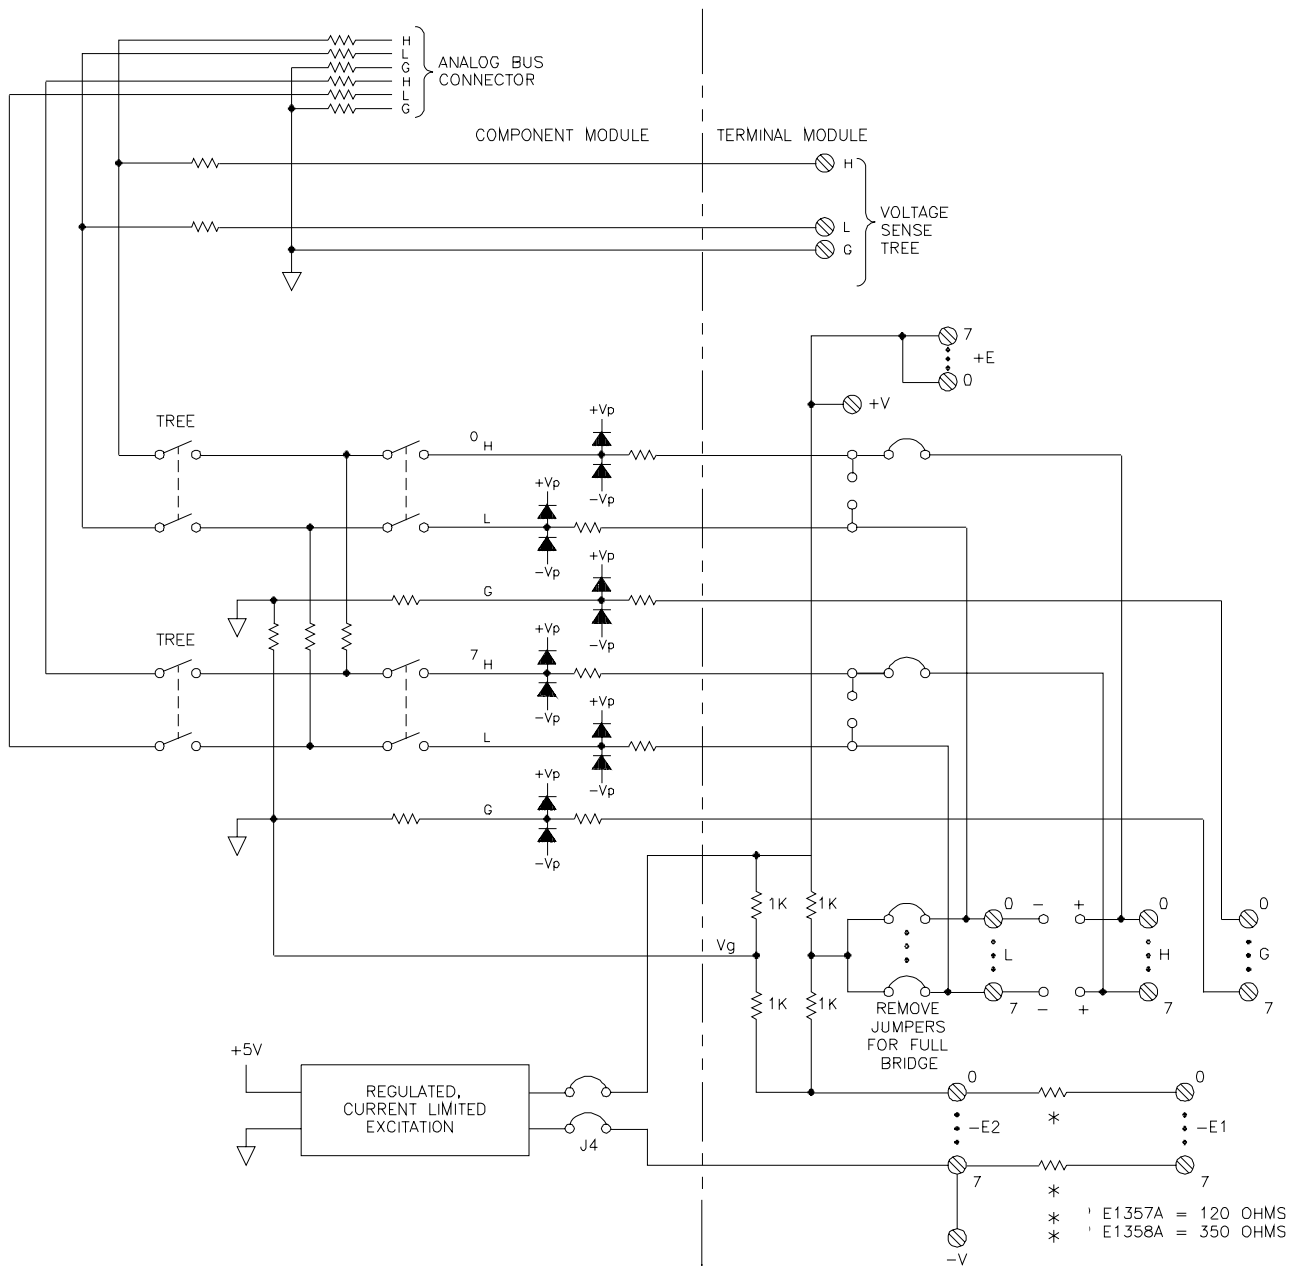 H
L
G
H
L
G
ANALOG BUS
CONNECTOR
COMPONENT MODULE
TERMINAL MODULE
H
L
G
VOLTAGE
SENSE
TREE
7
+E
0
+V
TREE
0
H
+Vp
-Vp
L
+Vp
-Vp
G
+Vp
-Vp
TREE
7
H
+Vp
-Vp
L
+Vp
-Vp
G
+Vp
-Vp
1K
1K
Vg
1K
1K
0
-
+
0
0
L
H
G
7
-
+
7
7
REMOVE
JUMPERS
FOR FULL
BRIDGE
+5V
REGULATED,
CURRENT LIMITED
EXCITATION
J4
0
*
0
-E2
-E1
7
*
7
* ' E1357A = 120 OHMS
* ' E1358A = 350 OHMS
-V